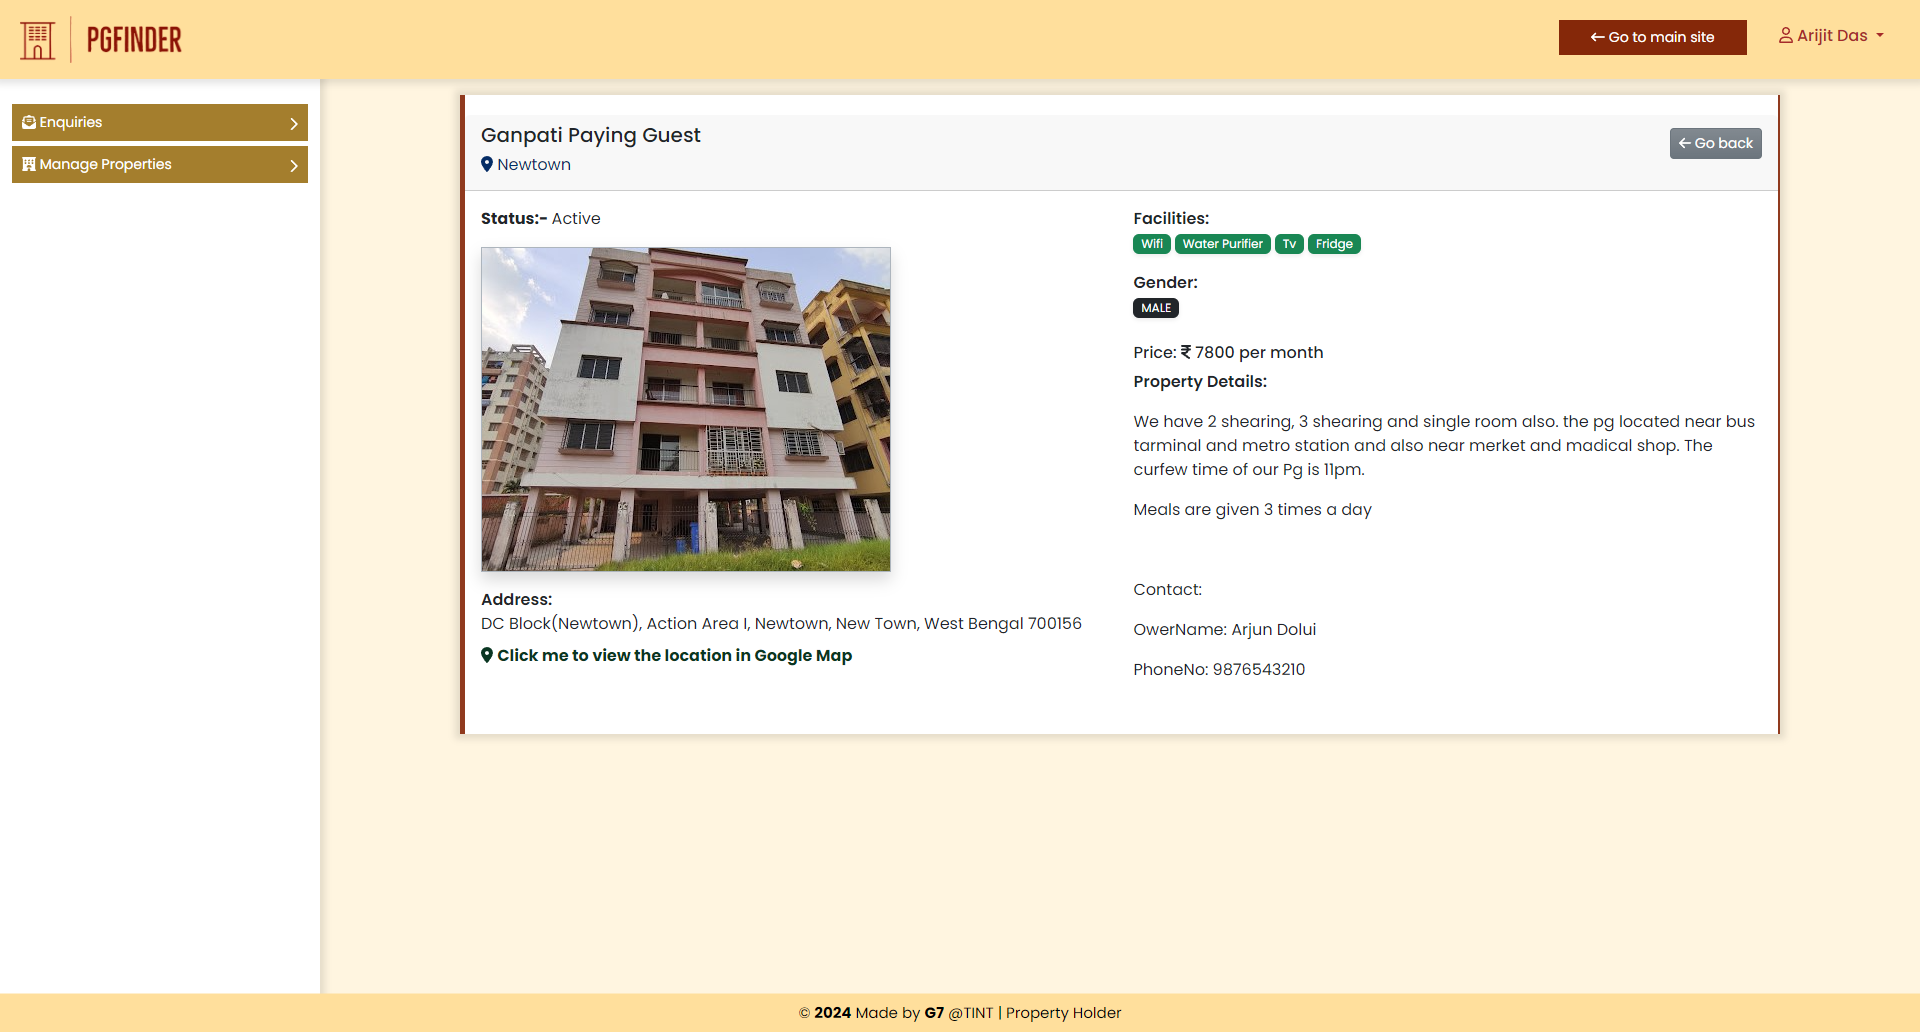 PGFINDER
← Go to main site
Arijit Das
Enquiries
Manage Properties
Ganpati Paying Guest
Newtown
← Go back
Status:- Active
Address:
DC Block(Newtown), Action Area I, Newtown, New Town, West Bengal 700156
Click me to view the location in Google Map
Facilities:
Wifi Water Purifier Tv Fridge
Gender:
MALE
Price: ₹ 7800 per month
Property Details:
We have 2 shearing, 3 shearing and single room also. the pg located near bus
tarminal and metro station and also near merket and madical shop. The
curfew time of our Pg is 11pm.
Meals are given 3 times a day
Contact:
OwerName: Arjun Dolui
PhoneNo: 9876543210
© 2024 Made by G7 @TINT | Property Holder